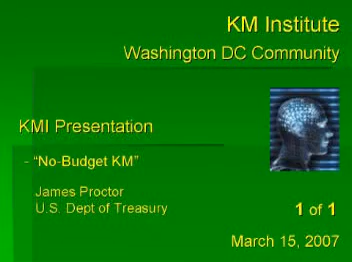 KM Institute
Washington DC Community
KMI Presentation
- “No-Budget KM”
James Proctor
U.S. Dept of Treasury
1 of 1
March 15, 2007